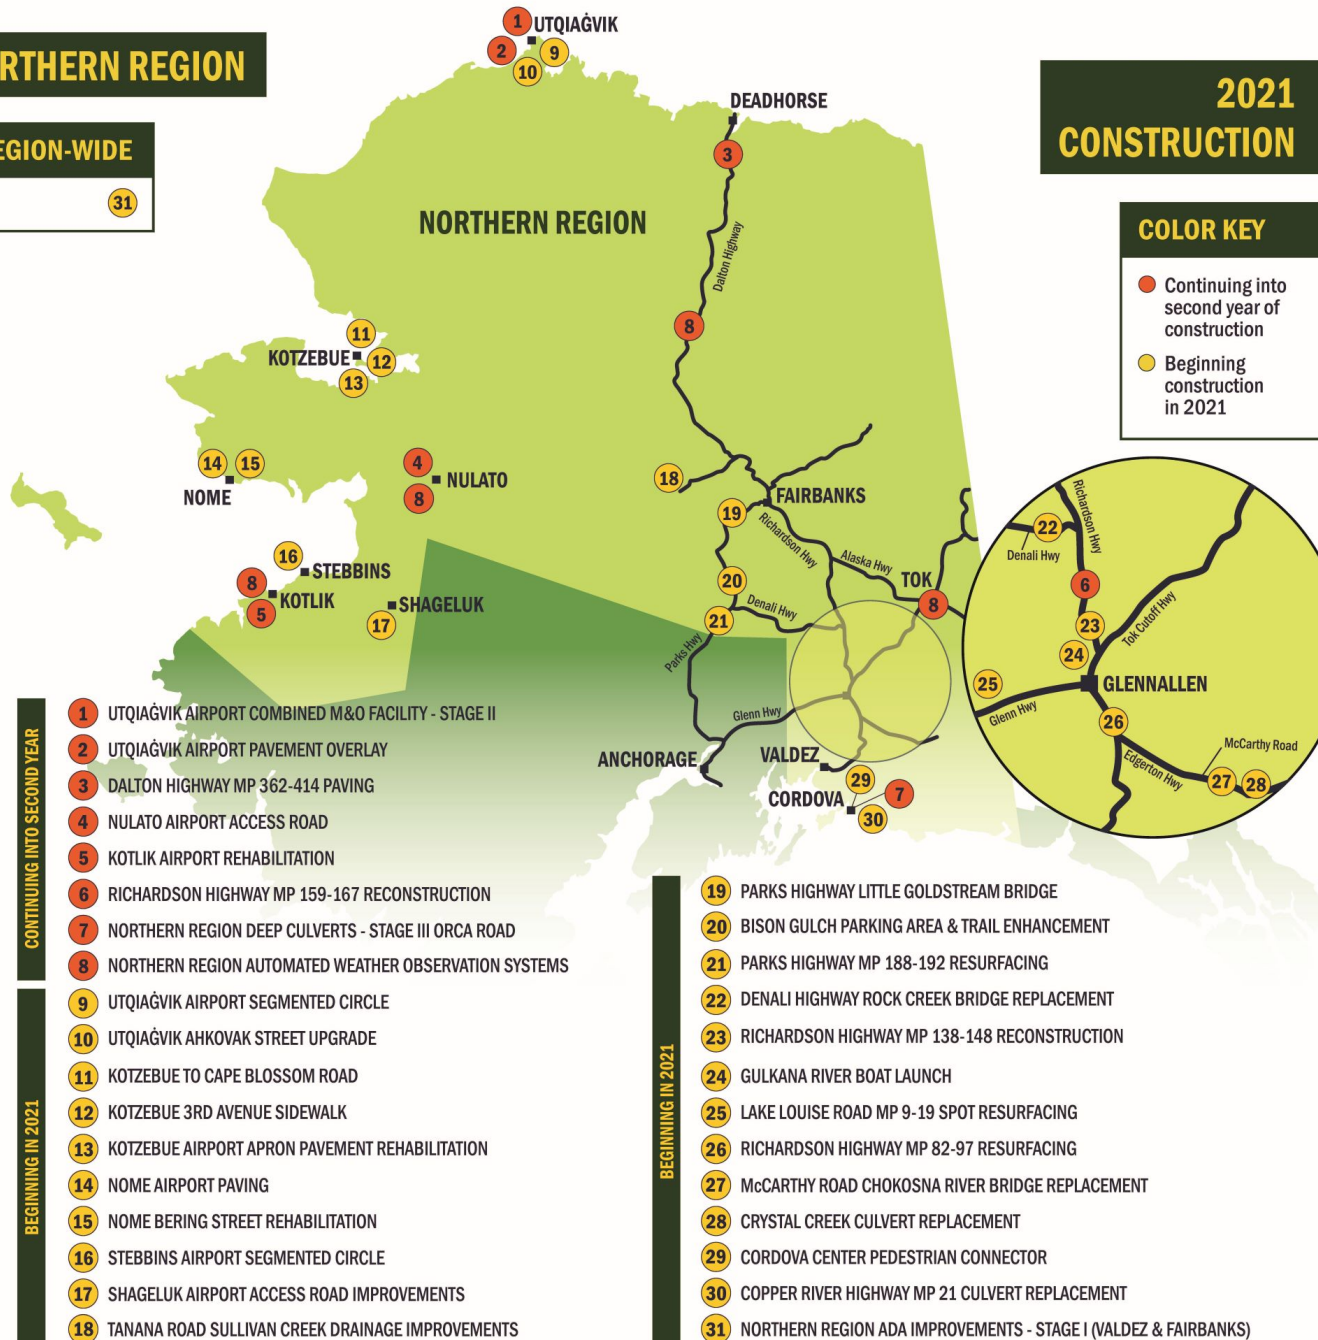 RTHERN REGION
EGION-WIDE
31
2021
CONSTRUCTION
COLOR KEY
Continuing into
second year of
construction
Beginning
construction
in 2021
1 UTQIAĠVIK
2 9
10
DEADHORSE
3
NORTHERN REGION
Dalton Highway
8
11
KOTZEBUE 12
13
14 15
NOME
4
NULATO
8
18
FAIRBANKS
19
Richardson Hwy
Alaska Hwy
16
STEBBINS
8
KOTLIK
5
SHAGELUK
17
20
TOK
8
Denali Hwy
21
Parks Hwy
Glenn Hwy
ANCHORAGE
VALDEZ
29
CORDOVA 7
30
Richardson Hwy
22
Denali Hwy
6
23
Tok Cutoff Hwy
24
25
GLENNALLEN
Glenn Hwy
26
McCarthy Road
Edgerton Hwy
27 28
CONTINUING INTO SECOND YEAR
1 UTQIAĠVIK AIRPORT COMBINED M&O FACILITY - STAGE II
2 UTQIAĠVIK AIRPORT PAVEMENT OVERLAY
3 DALTON HIGHWAY MP 362-414 PAVING
4 NULATO AIRPORT ACCESS ROAD
5 KOTLIK AIRPORT REHABILITATION
6 RICHARDSON HIGHWAY MP 159-167 RECONSTRUCTION
7 NORTHERN REGION DEEP CULVERTS - STAGE III ORCA ROAD
8 NORTHERN REGION AUTOMATED WEATHER OBSERVATION SYSTEMS
BEGINNING IN 2021
9 UTQIAĠVIK AIRPORT SEGMENTED CIRCLE
10 UTQIAĠVIK AHKOVAK STREET UPGRADE
11 KOTZEBUE TO CAPE BLOSSOM ROAD
12 KOTZEBUE 3RD AVENUE SIDEWALK
13 KOTZEBUE AIRPORT APRON PAVEMENT REHABILITATION
14 NOME AIRPORT PAVING
15 NOME BERING STREET REHABILITATION
16 STEBBINS AIRPORT SEGMENTED CIRCLE
17 SHAGELUK AIRPORT ACCESS ROAD IMPROVEMENTS
18 TANANA ROAD SULLIVAN CREEK DRAINAGE IMPROVEMENTS
BEGINNING IN 2021
19 PARKS HIGHWAY LITTLE GOLDSTREAM BRIDGE
20 BISON GULCH PARKING AREA & TRAIL ENHANCEMENT
21 PARKS HIGHWAY MP 188-192 RESURFACING
22 DENALI HIGHWAY ROCK CREEK BRIDGE REPLACEMENT
23 RICHARDSON HIGHWAY MP 138-148 RECONSTRUCTION
24 GULKANA RIVER BOAT LAUNCH
25 LAKE LOUISE ROAD MP 9-19 SPOT RESURFACING
26 RICHARDSON HIGHWAY MP 82-97 RESURFACING
27 McCARTHY ROAD CHOKOSNA RIVER BRIDGE REPLACEMENT
28 CRYSTAL CREEK CULVERT REPLACEMENT
29 CORDOVA CENTER PEDESTRIAN CONNECTOR
30 COPPER RIVER HIGHWAY MP 21 CULVERT REPLACEMENT
31 NORTHERN REGION ADA IMPROVEMENTS - STAGE I (VALDEZ & FAIRBANKS)